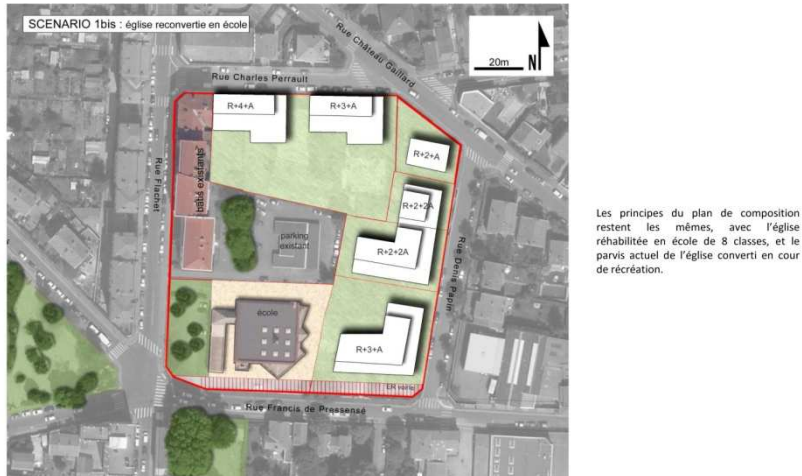 SCENARIO 1bis : église reconvertie en école
20m
N
Rue Château Gaillard
Rue Charles Perrault
R+4+A
R+3+A
R+2+A
Rue Flachet
bâtis existants
parking
existant
R+2+2A
R+2+2A
Rue Denis Papin
école
R+3+A
ER voirie
Rue Francis de Pressensé
Les principes du plan de composition
restent les mêmes, avec l'église
réhabilitée en école de 8 classes, et le
parvis actuel de l'église converti en cour
de récréation.